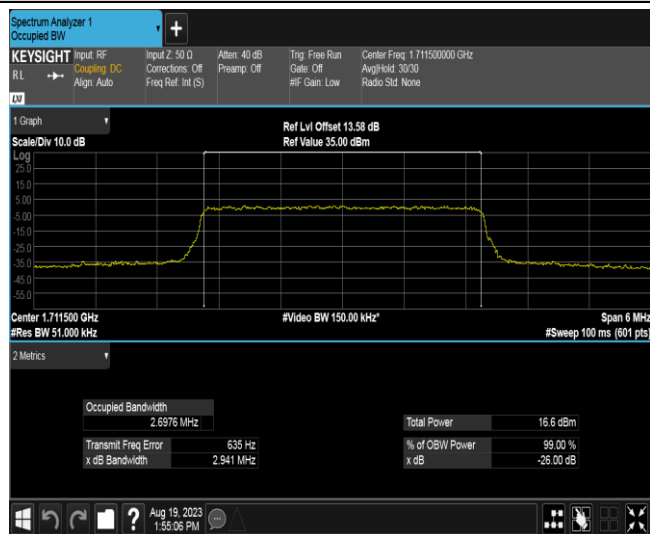 Spectrum Analyzer 1
Occupied BW
+
KEYSIGHT Input: RF Input Z: 50 Ω Atten: 40 dB Trig: Free Run Center Freq: 1.711500000 GHz
RL Coupling: DC Corrections: Off Preamp: Off Gate: Off Avg|Hold: 30/30
Align: Auto Freq Ref: Int (S) #IF Gain: Low Radio Std: None
LXI
1 Graph
Ref Lvl Offset 13.58 dB
Scale/Div 10.0 dB Ref Value 35.00 dBm
Log
25.0
15.0
5.00
-5.00
-15.0
-25.0
-35.0
-45.0
-55.0
Center 1.711500 GHz #Video BW 150.00 kHz* Span 6 MHz
#Res BW 51.000 kHz #Sweep 100 ms (601 pts)
2 Metrics
Occupied Bandwidth
2.6976 MHz Total Power 16.6 dBm
Transmit Freq Error 635 Hz % of OBW Power 99.00 %
x dB Bandwidth 2.941 MHz x dB -26.00 dB
? Aug 19, 2023
1:55:06 PM